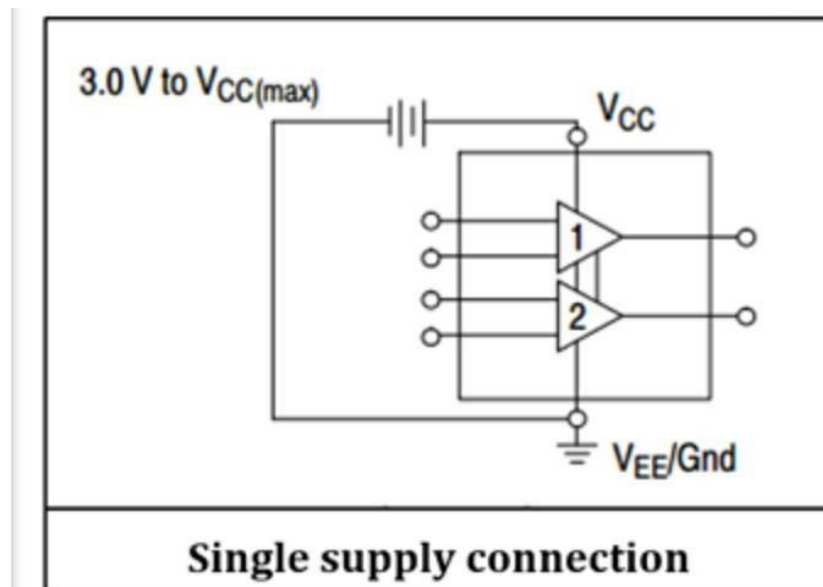 3.0 V to VCC(max)
VCC
1
2
VEE/Gnd
Single supply connection